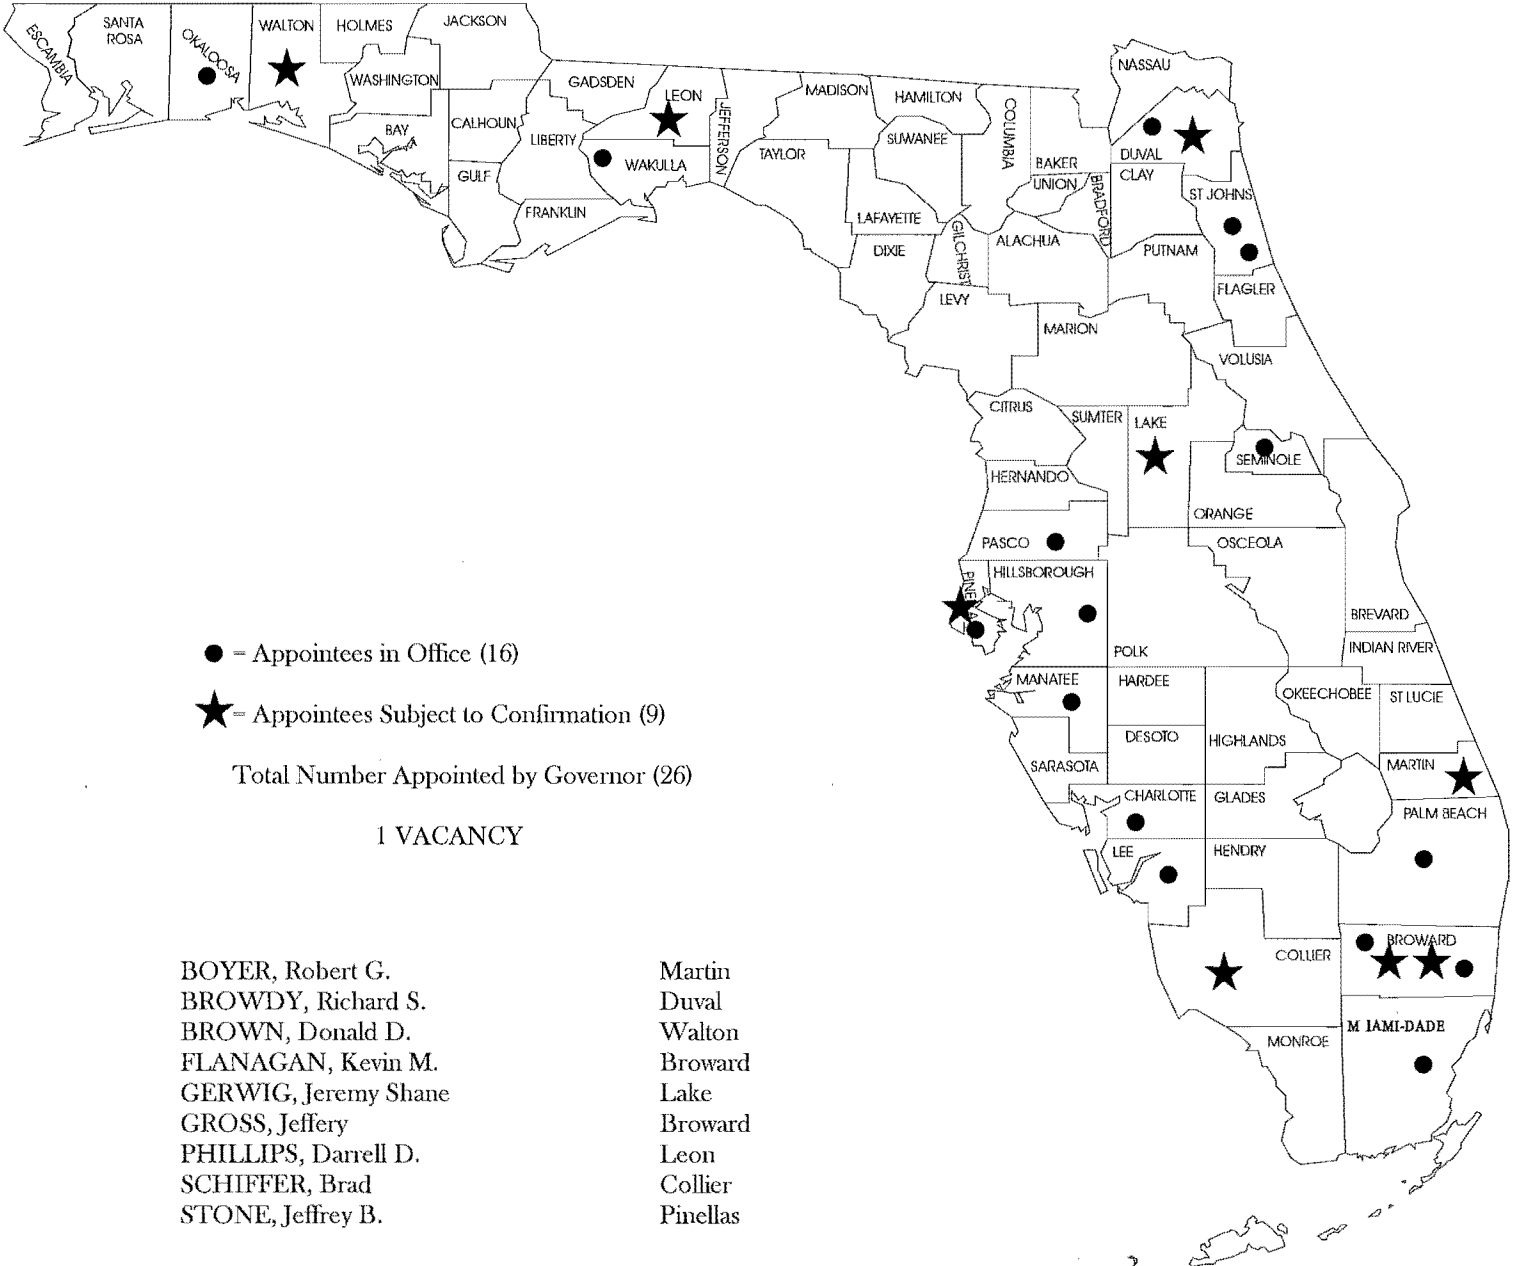 ESCAMBIA
SANTA
ROSA
OKALOOSA
WALTON
HOLMES
JACKSON
WASHINGTON
BAY
CALHOUN
GULF
GADSDEN
LIBERTY
FRANKLIN
LEON
WAKULLA
JEFFERSON
MADISON
TAYLOR
HAMILTON
SUWANEE
LAFAYETTE
DIXIE
COLUMBIA
GILCHRIST
LEVY
BAKER
UNION
BRADFORD
ALACHUA
NASSAU
DUVAL
CLAY
ST JOHNS
PUTNAM
FLAGLER
MARION
VOLUSIA
CITRUS
SUMTER
LAKE
SEMINOLE
HERNANDO
ORANGE
PASCO
OSCEOLA
HILLSBOROUGH
BREVARD
POLK
INDIAN RIVER
MANATEE
HARDEE
OKEECHOBEE
ST LUCIE
DESOTO
HIGHLANDS
SARASOTA
MARTIN
CHARLOTTE
GLADES
PALM BEACH
LEE
HENDRY
BROWARD
COLLIER
MIAMI-DADE
MONROE
= Appointees in Office (16)
= Appointees Subject to Confirmation (9)
Total Number Appointed by Governor (26)
1 VACANCY
BOYER, Robert G. Martin
BROWDY, Richard S. Duval
BROWN, Donald D. Walton
FLANAGAN, Kevin M. Broward
GERWIG, Jeremy Shane Lake
GROSS, Jeffery Broward
PHILLIPS, Darrell D. Leon
SCHIFFER, Brad Collier
STONE, Jeffrey B. Pinellas